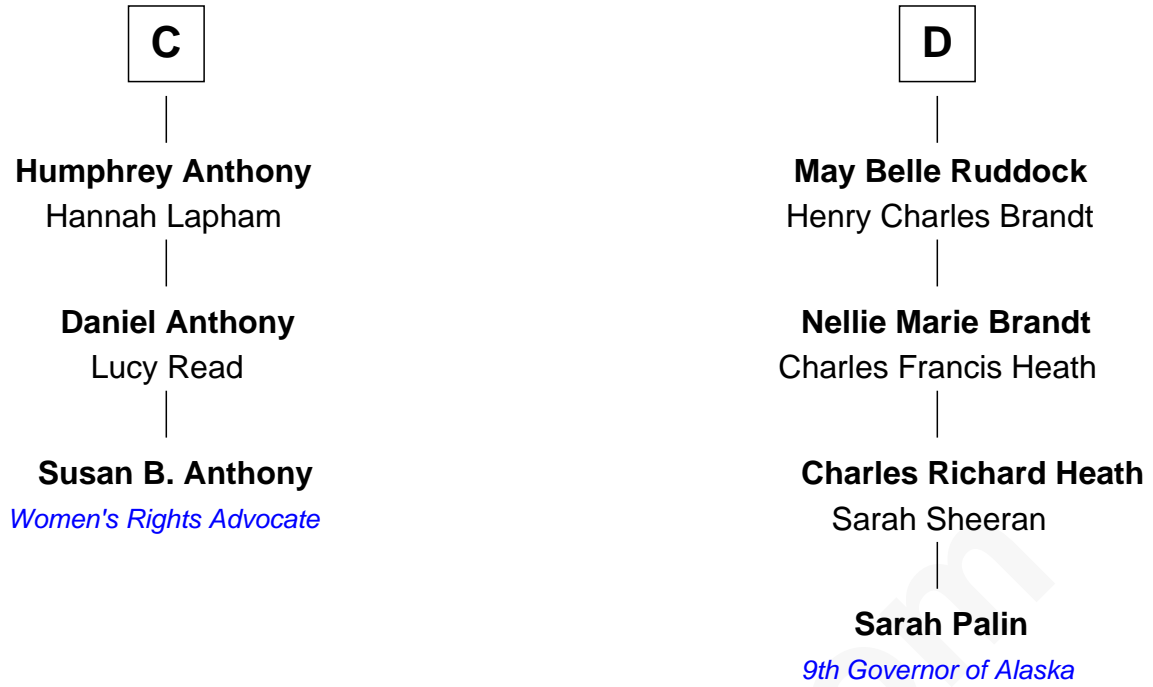 C
Humphrey Anthony
Hannah Lapham
Daniel Anthony
Lucy Read
Susan B. Anthony
Women's Rights Advocate
D
May Belle Ruddock
Henry Charles Brandt
Nellie Marie Brandt
Charles Francis Heath
Charles Richard Heath
Sarah Sheeran
Sarah Palin
9th Governor of Alaska